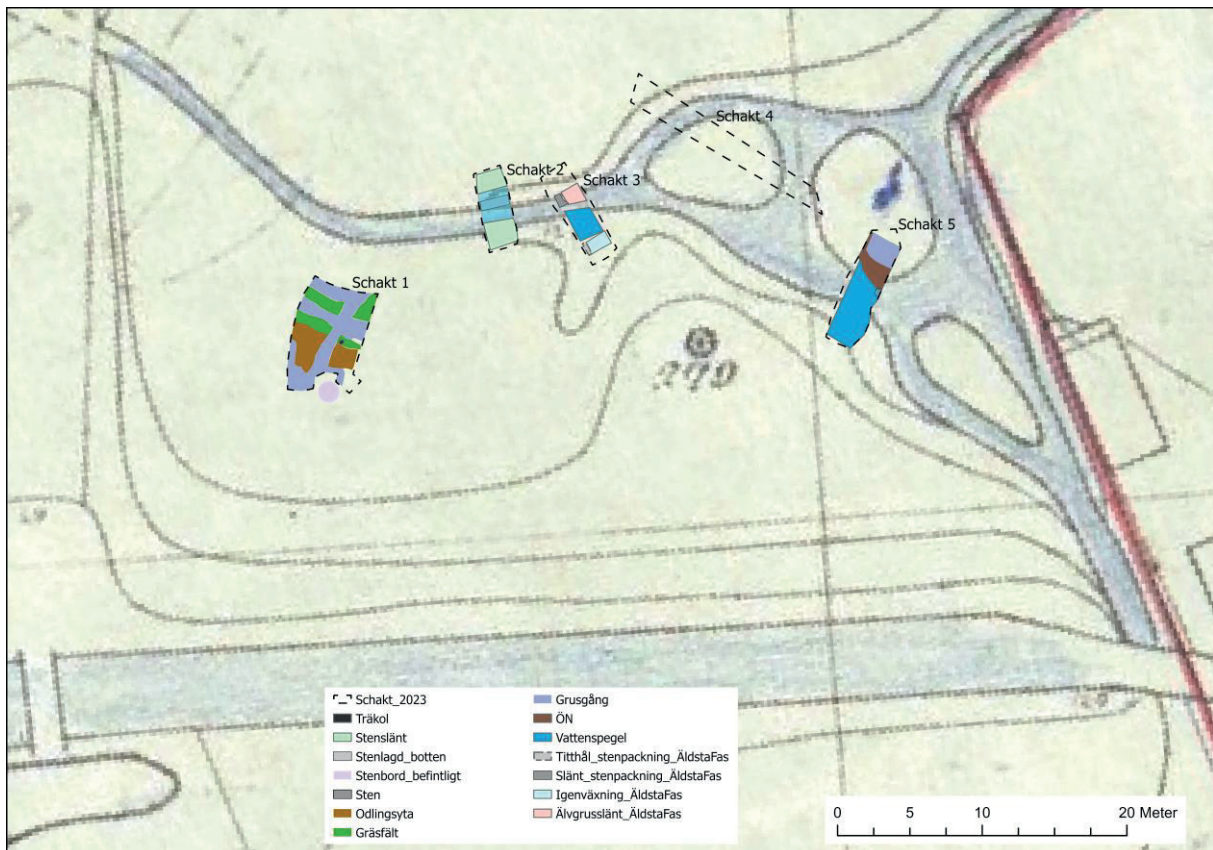 Schakt 4
Schakt 2
Schakt 3
Schakt 5
Schakt 1
279
Schakt_2023
Träkol
Stenslänt
Stenlagd_botten
Stenbord_befintligt
Sten
Odlingsyta
Gräsfält
Grusgång
ÖN
Vattenspegel
Titthål_stenpackning_ÄldstaFas
Slänt_stenpackning_ÄldstaFas
Igenväxning_ÄldstaFas
Älvgrusslänt_ÄldstaFas
0 5 10 20 Meter